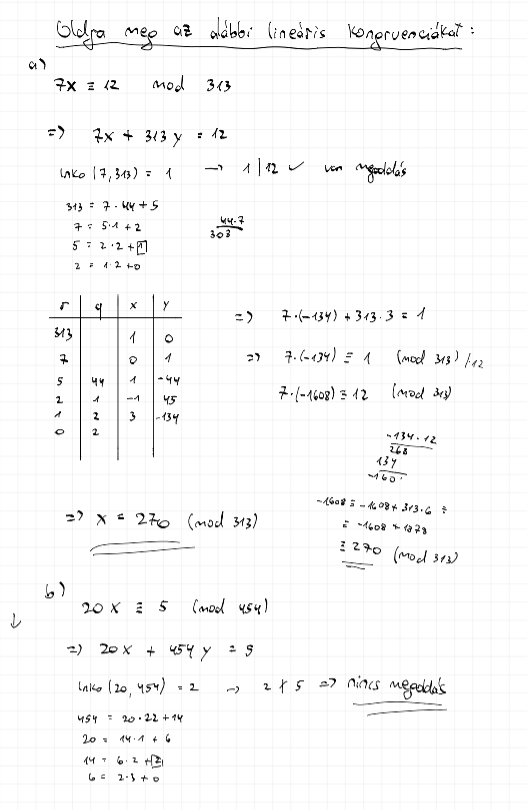 Oldja meg az alábbi lineáris kongruenciákat:
a)
7x ≡ 12 mod 313
=) 7x + 313y = 12
lnko (7, 313) = 1 → 1 | 12 ✓ van megoldás
313 = 7·44 + 5
7 = 5·1 + 2
5 = 2·2 + 1
2 = 1·2 + 0
44·7
303
r q x y
313 1 0
7 0 1
5 44 1 -44
2 1 -1 45
1 2 3 -134
0 2
=) 7·(-134) + 313·3 = 1
=) 7·(-134) ≡ 1 (mod 313) /12
7·(-1608) ≡ 12 (mod 313)
-134·12
268
134
-160·
-1608 ≡ -1608 + 313·6 ≡
≡ -1608 + 1878
≡ 270 (mod 313)
=) x = 270 (mod 313)
b)
↓ 20x ≡ 5 (mod 454)
=) 20x + 454y = 5
lnko (20, 454) = 2 → 2 ∤ 5 =) nincs megoldás
454 = 20·22 + 14
20 = 14·1 + 6
14 = 6·2 + 2
6 = 2·3 + 0